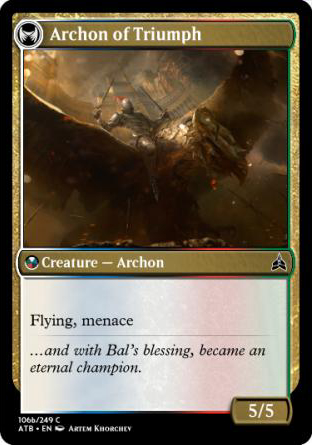 Archon of Triumph
Creature — Archon
Flying, menace
…and with Bal's blessing, became an
eternal champion.
5/5
106b/249 C
ATB • EN Artem Khorchev